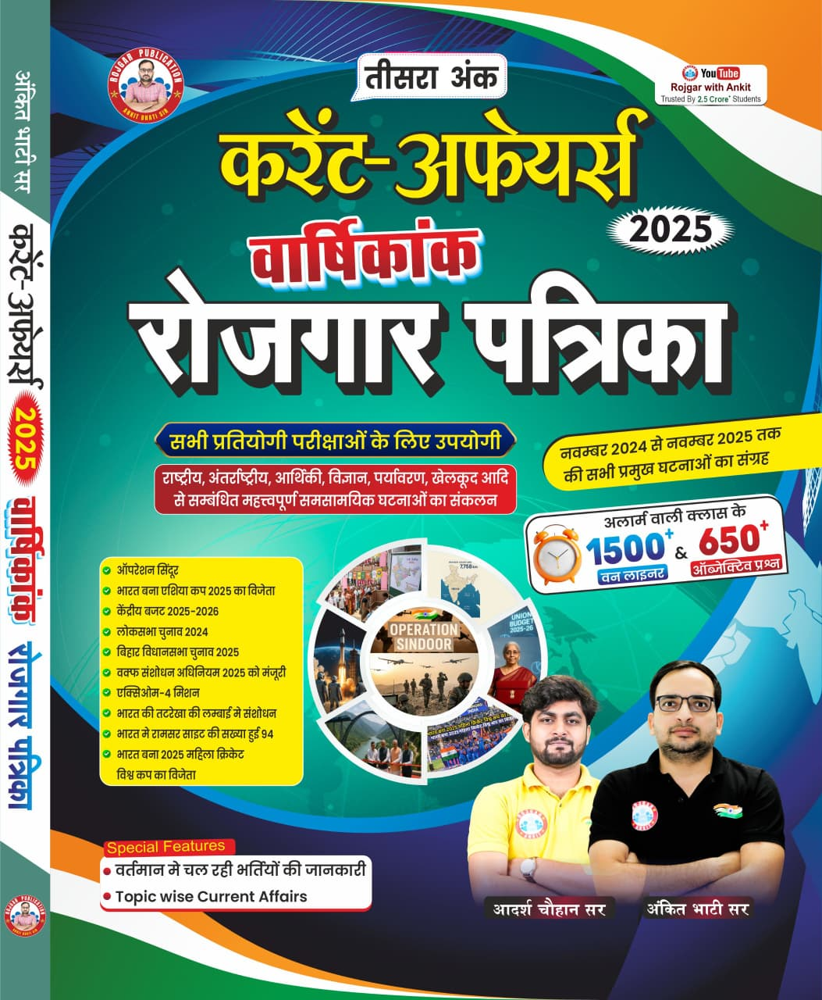 ROJGAR PUBLICATION
ANKIT BHATI SIR
तीसरा अंक
YouTube
Rojgar with Ankit
Trusted By 2.5 Crore+ Students
करेंट-अफेयर्स
2025
वार्षिकांक
रोजगार पत्रिका
सभी प्रतियोगी परीक्षाओं के लिए उपयोगी
राष्ट्रीय, अंतर्राष्ट्रीय, आर्थिकी, विज्ञान, पर्यावरण, खेलकूद आदि
से सम्बंधित महत्त्वपूर्ण समसामयिक घटनाओं का संकलन
नवम्बर 2024 से नवम्बर 2025 तक
की सभी प्रमुख घटनाओं का संग्रह
अलार्म वाली क्लास के
1500+ & 650+
वन लाइनर ऑब्जेक्टिव प्रश्न
ऑपरेशन सिंदूर
भारत बना एशिया कप 2025 का विजेता
केंद्रीय बजट 2025-2026
लोकसभा चुनाव 2024
बिहार विधानसभा चुनाव 2025
वक्फ संशोधन अधिनियम 2025 को मंजूरी
एक्सिओम-4 मिशन
भारत की तटरेखा की लम्बाई मे संशोधन
भारत मे रामसर साइट की सख्या हुई 94
भारत बना 2025 महिला क्रिकेट
विश्व कप का विजेता
7,758 km
INDIA
UNION
BUDGET
2025-26
OPERATION
SINDOOR
INDIA
Special Features
वर्तमान मे चल रही भर्तियों की जानकारी
Topic wise Current Affairs
ROJGAR
ANKIT
आदर्श चौहान सर
अंकित भाटी सर
अंकित भाटी सर
करेंट-अफेयर्स 2025 वार्षिकांक रोजगार पत्रिका
ROJGAR PUBLICATION
ANKIT BHATI SIR